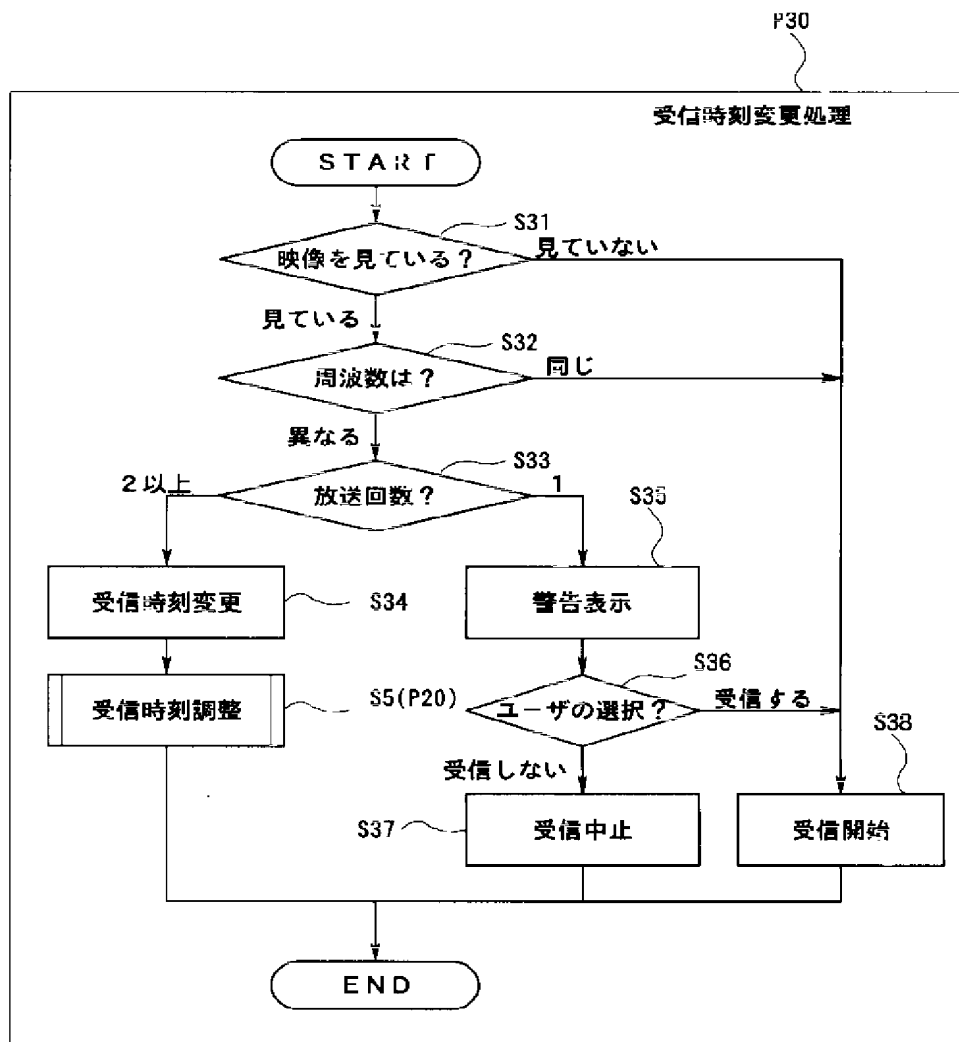 P30
受信時刻変更処理
START
S31
映像を見ている？
見ていない
見ている
S32
周波数は？
同じ
異なる
S33
2以上
放送回数？
1
S35
受信時刻変更
S34
警告表示
S36
受信時刻調整
S5(P20)
ユーザの選択？
受信する
S38
受信しない
S37
受信中止
受信開始
END